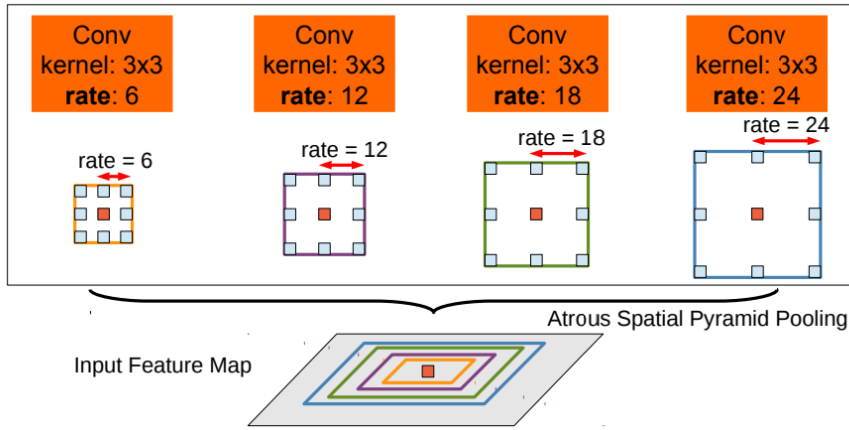 Conv
kernel: 3x3
rate: 6
Conv
kernel: 3x3
rate: 12
Conv
kernel: 3x3
rate: 18
Conv
kernel: 3x3
rate: 24
rate = 6
rate = 12
rate = 18
rate = 24
Atrous Spatial Pyramid Pooling
Input Feature Map